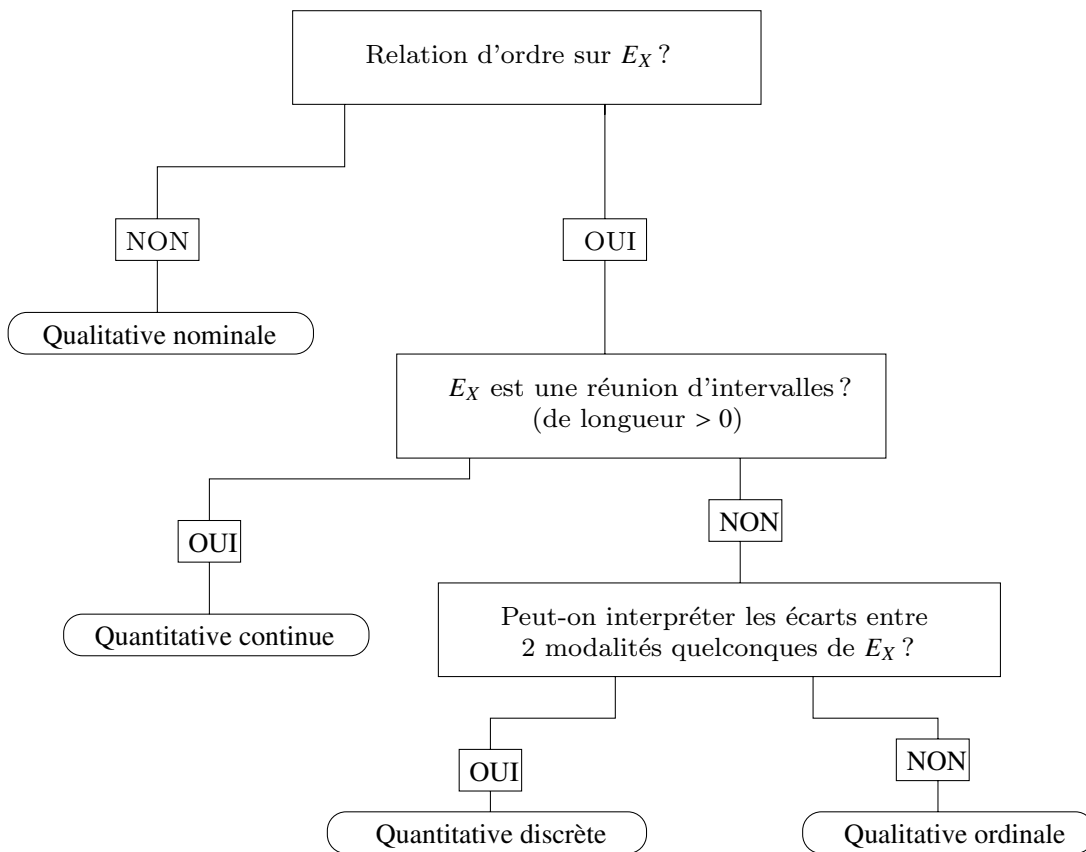 Relation d'ordre sur E_X ?
NON
OUI
Qualitative nominale
E_X est une réunion d'intervalles ?
(de longueur > 0)
OUI
NON
Quantitative continue
Peut-on interpréter les écarts entre
2 modalités quelconques de E_X ?
OUI
NON
Quantitative discrète
Qualitative ordinale